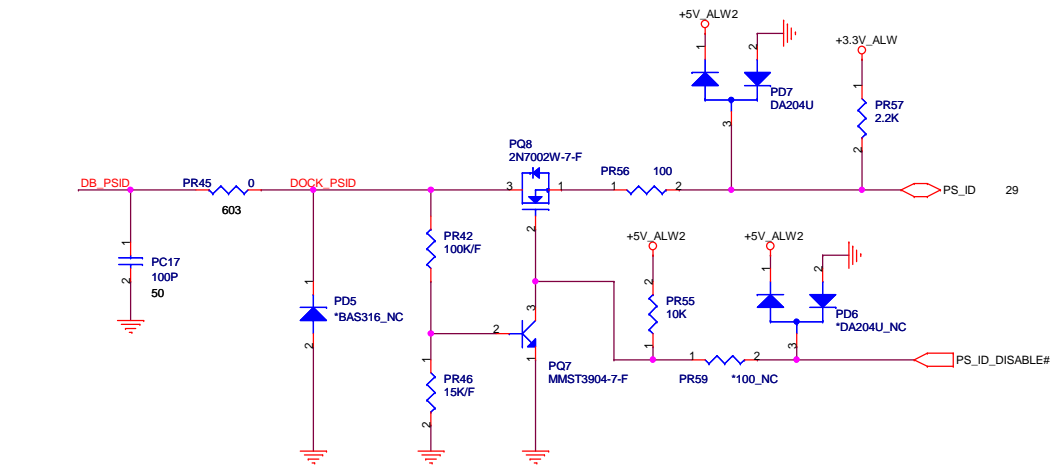 +5V_ALW2
1
2
+3.3V_ALW
1
PD7
DA204U
3
PR57
2.2K
2
PQ8
2N7002W-7-F
DB_PSID
PR45
0
603
DOCK_PSID
3
1
2
PR56
100
1
2
PS_ID
29
1
PC17
100P
50
2
PR42
100K/F
1
PD5
*BAS316_NC
2
+5V_ALW2
2
PR55
10K
1
+5V_ALW2
1
2
PD6
*DA204U_NC
3
2
3
1
PQ7
MMST3904-7-F
1
PR46
15K/F
2
1
2
PR59
*100_NC
PS_ID_DISABLE#